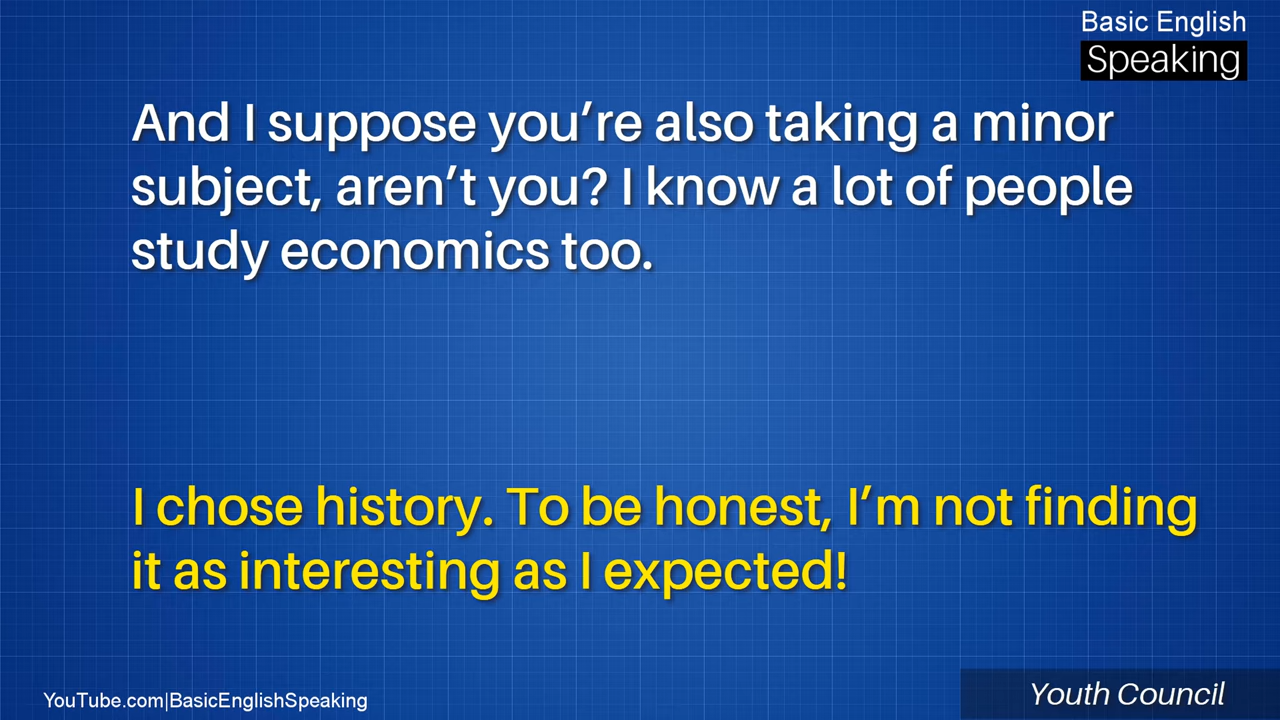 Basic English
Speaking
And I suppose you’re also taking a minor
subject, aren’t you? I know a lot of people
study economics too.
I chose history. To be honest, I’m not finding
it as interesting as I expected!
YouTube.com|BasicEnglishSpeaking
Youth Council